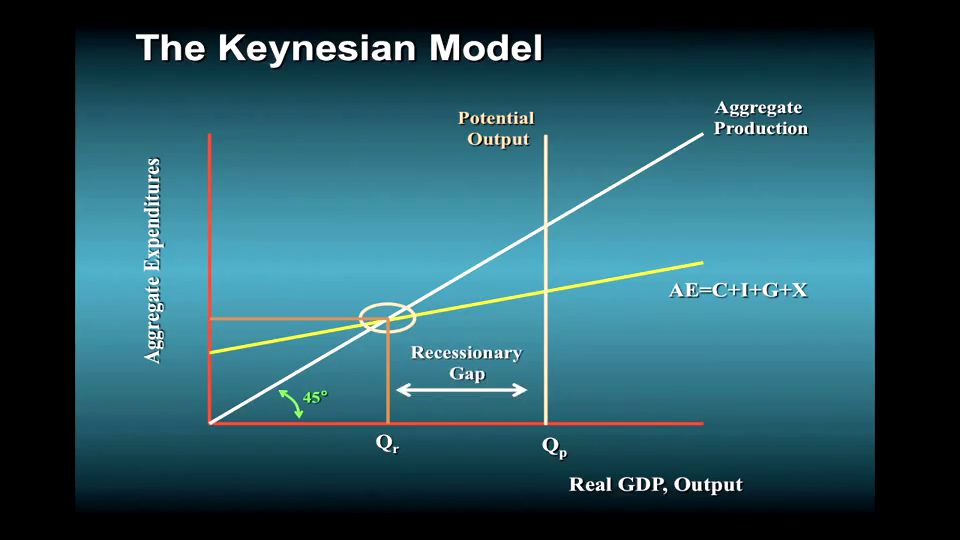 The Keynesian Model
Aggregate
Production
Potential
Output
Aggregate Expenditures
AE=C+I+G+X
Recessionary
Gap
45°
Qr
Qp
Real GDP, Output